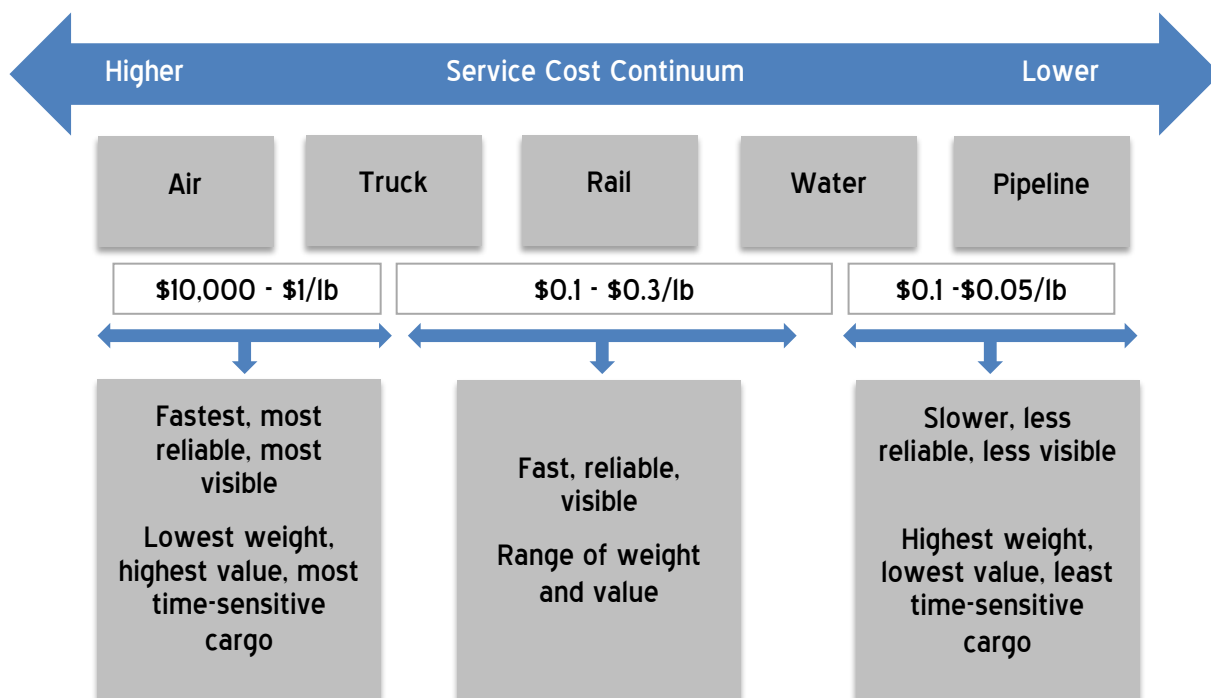 Higher Service Cost Continuum Lower
Air Truck Rail Water Pipeline
$10,000 - $1/lb $0.1 - $0.3/lb $0.1 -$0.05/lb
Fastest, most
reliable, most
visible
Lowest weight,
highest value, most
time-sensitive
cargo
Fast, reliable,
visible
Range of weight
and value
Slower, less
reliable, less visible
Highest weight,
lowest value, least
time-sensitive
cargo